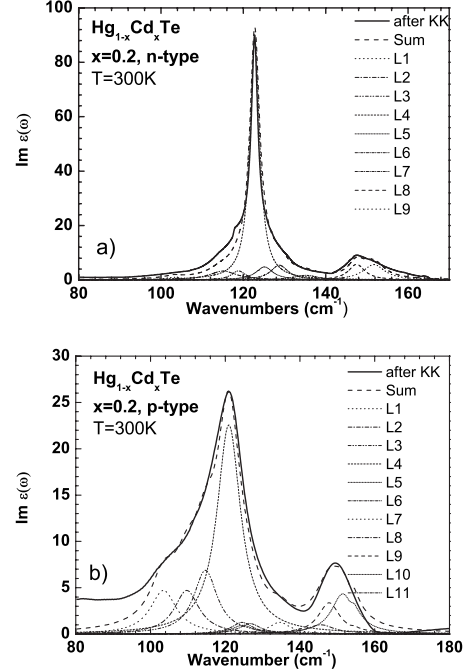 100
80
60
40
20
0
Im ε(ω)
Hg1-xCdxTe
x=0.2, n-type
T=300K
after KK
Sum
L1
L2
L3
L4
L5
L6
L7
L8
L9
a)
80 100 120 140 160
Wavenumbers (cm-1)
30
25
20
15
10
5
0
Im ε(ω)
Hg1-xCdxTe
x=0.2, p-type
T=300K
after KK
Sum
L1
L2
L3
L4
L5
L6
L7
L8
L9
L10
L11
b)
80 100 120 140 160 180
Wavenumber (cm-1)